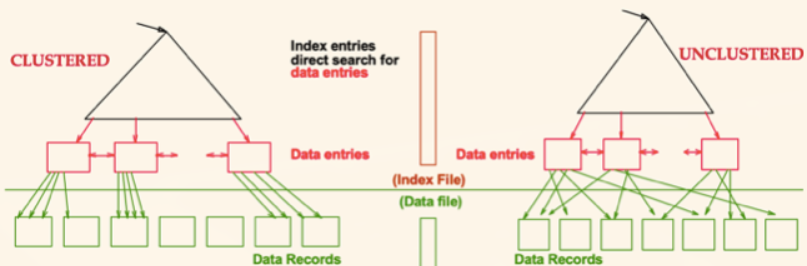 CLUSTERED
Index entries
direct search for
data entries
UNCLUSTERED
Data entries
Data entries
(Index File)
(Data file)
Data Records
Data Records